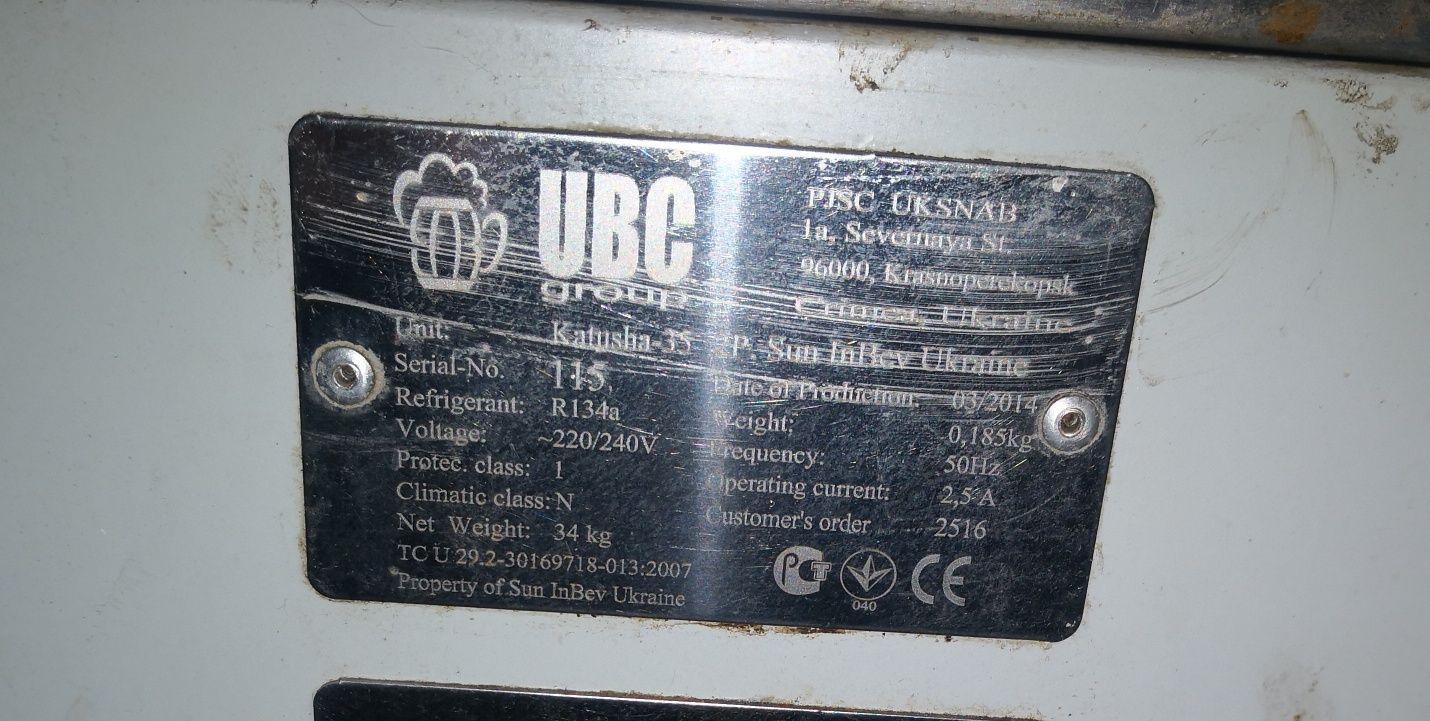 UBC
group
PJSC UKSNAB
1a, Severnaya St.
96000, Krasnoperekopsk
Crimea, Ukraine
Unit: Katusha-35 2P- Sun InBev Ukraine
Serial-No. 115 Date of Production: 03/2014
Refrigerant: R134a Weight: 0,185kg
Voltage: ~220/240V Frequency: 50Hz
Protec. class: 1 Operating current: 2,5 A
Climatic class: N Customer's order 2516
Net Weight: 34 kg
TC U 29.2-30169718-013:2007
Property of Sun InBev Ukraine
РСТ
040
CE